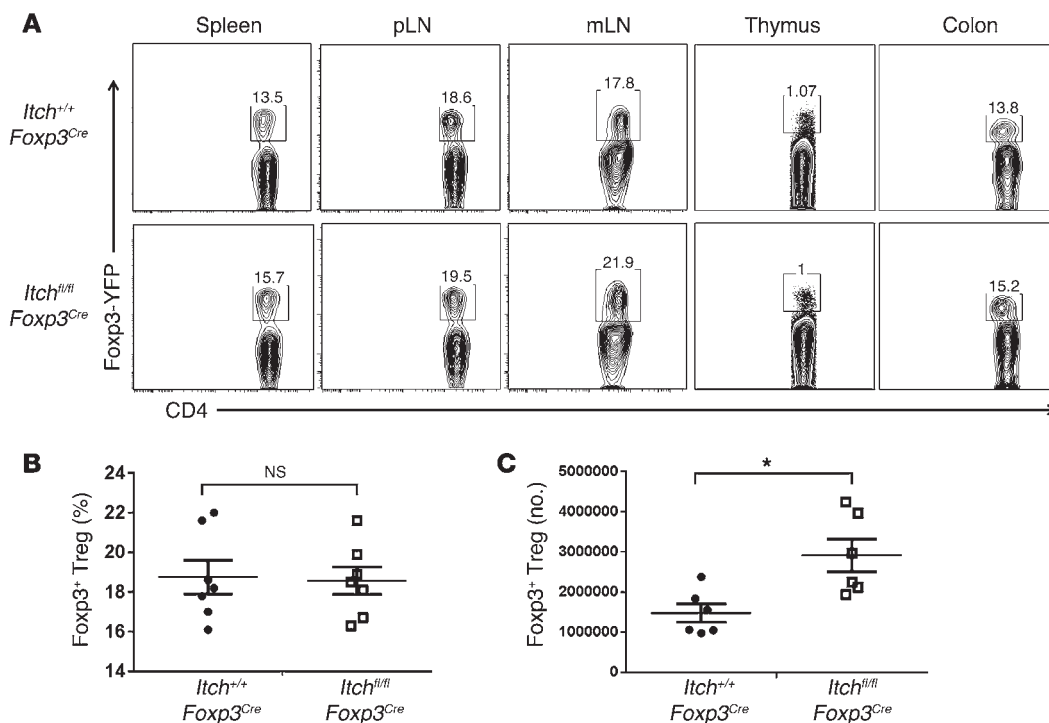 A
Spleen pLN mLN Thymus Colon
Itch+/+
Foxp3Cre
13.5 18.6 17.8 1.07 13.8
Itchfl/fl
Foxp3Cre
15.7 19.5 21.9 1 15.2
Foxp3-YFP
CD4
B
Foxp3+ Treg (%)
24
22
20
18
16
14
NS
Itch+/+
Foxp3Cre
Itchfl/fl
Foxp3Cre
C
Foxp3+ Treg (no.)
5000000
4000000
3000000
2000000
1000000
0
*
Itch+/+
Foxp3Cre
Itchfl/fl
Foxp3Cre